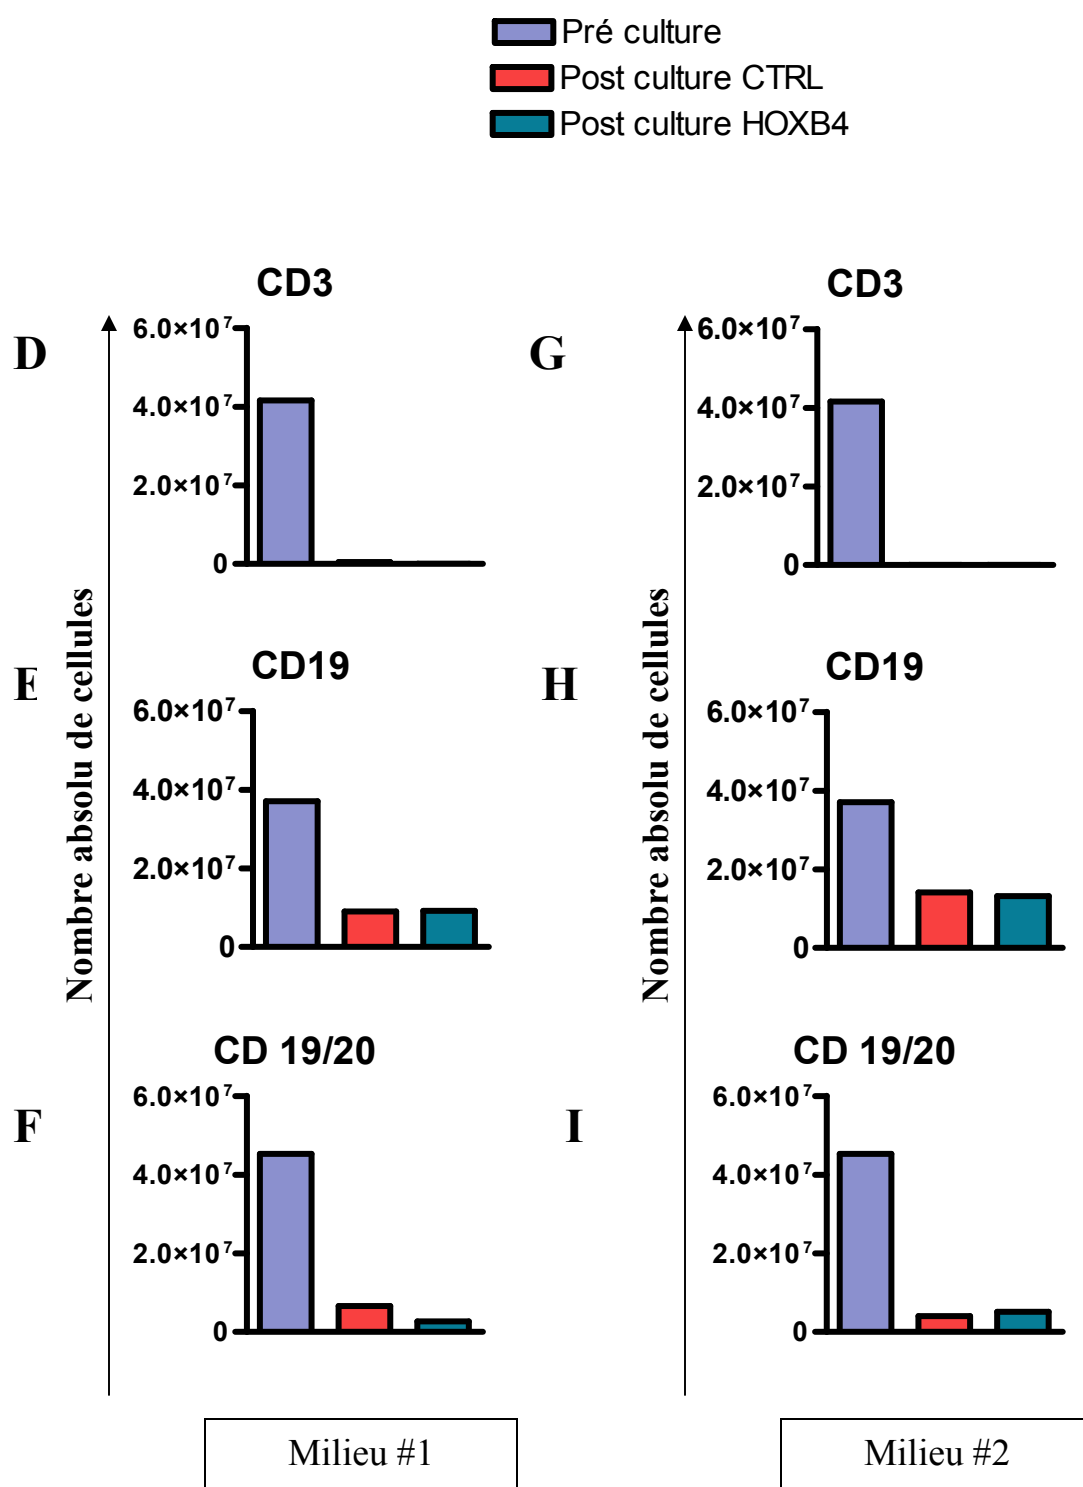 Pré culture
Post culture CTRL
Post culture HOXB4
CD3
D
6.0×10⁷
4.0×10⁷
2.0×10⁷
0
CD3
G
6.0×10⁷
4.0×10⁷
2.0×10⁷
0
Nombre absolu de cellules
CD19
E
6.0×10⁷
4.0×10⁷
2.0×10⁷
0
Nombre absolu de cellules
CD19
H
6.0×10⁷
4.0×10⁷
2.0×10⁷
0
CD 19/20
F
6.0×10⁷
4.0×10⁷
2.0×10⁷
0
CD 19/20
I
6.0×10⁷
4.0×10⁷
2.0×10⁷
0
Milieu #1
Milieu #2